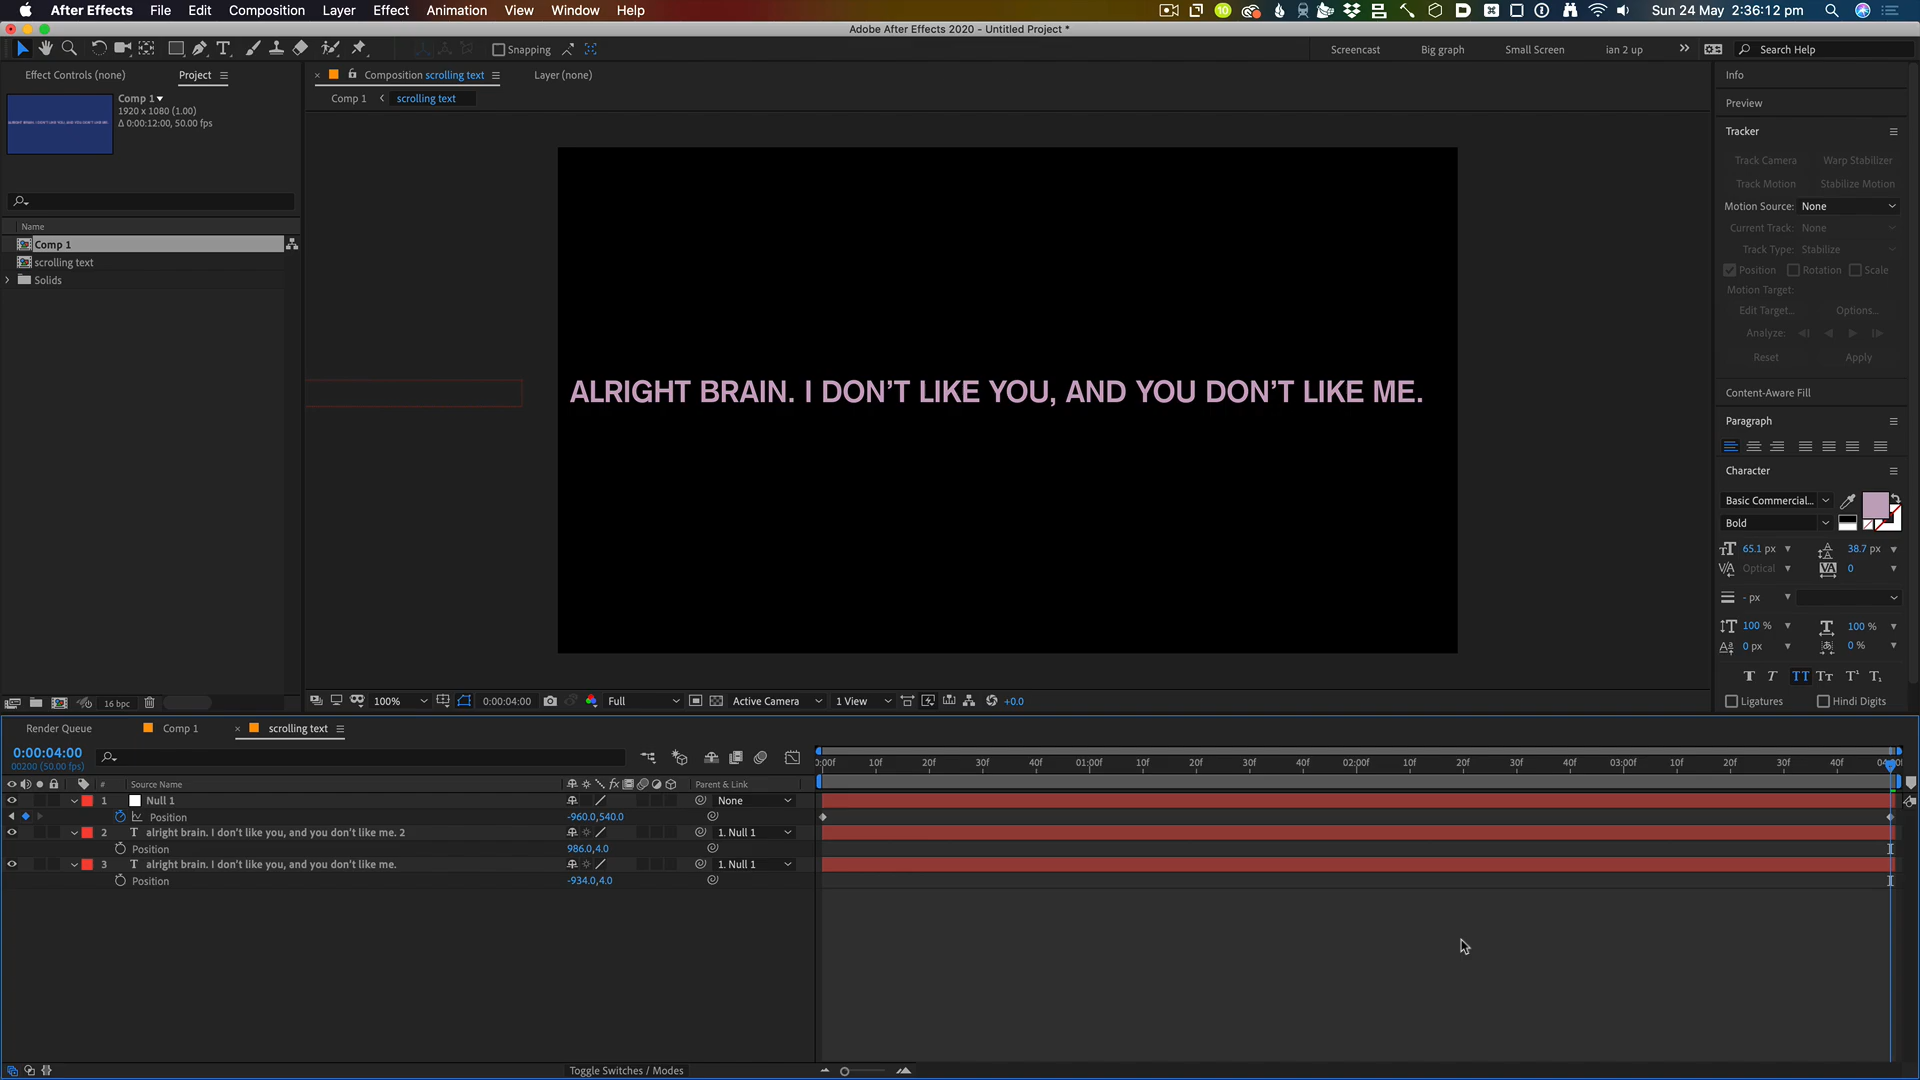 After Effects File Edit Composition Layer Effect Animation View Window Help
10
Sun 24 May 2:36:12 pm
Adobe After Effects 2020 - Untitled Project *
Snapping
Screencast Big graph Small Screen ian 2 up
Search Help
Effect Controls (none) Project
Composition scrolling text
Layer (none)
Info
Comp 1
1920 x 1080 (1.00)
Δ 0:00:12:00, 50.00 fps
Comp 1 scrolling text
Preview
Tracker
Track Camera Warp Stabilizer
Track Motion Stabilize Motion
Motion Source: None
Current Track: None
Track Type: Stabilize
Position Rotation Scale
Motion Target:
Edit Target... Options...
Analyze:
Reset Apply
Name
Comp 1
scrolling text
Solids
ALRIGHT BRAIN. I DON'T LIKE YOU, AND YOU DON'T LIKE ME.
Content-Aware Fill
Paragraph
Character
Basic Commercial...
Bold
65.1 px 38.7 px
Optical 0
- px
100 % 100 %
0 px 0 %
Ligatures Hindi Digits
16 bpc
100% 0:00:04:00 Full Active Camera 1 View +0.0
Render Queue Comp 1 scrolling text
0:00:04:00
00200 (50.00 fps)
0:00f 10f 20f 30f 40f 01:00f 10f 20f 30f 40f 02:00f 10f 20f 30f 40f 03:00f 10f 20f 30f 40f
# Source Name Parent & Link
1 Null 1 None
Position -960.0,540.0
2 T alright brain. I don't like you, and you don't like me. 2 1. Null 1
Position 986.0,4.0
3 T alright brain. I don't like you, and you don't like me. 1. Null 1
Position -934.0,4.0
Toggle Switches / Modes